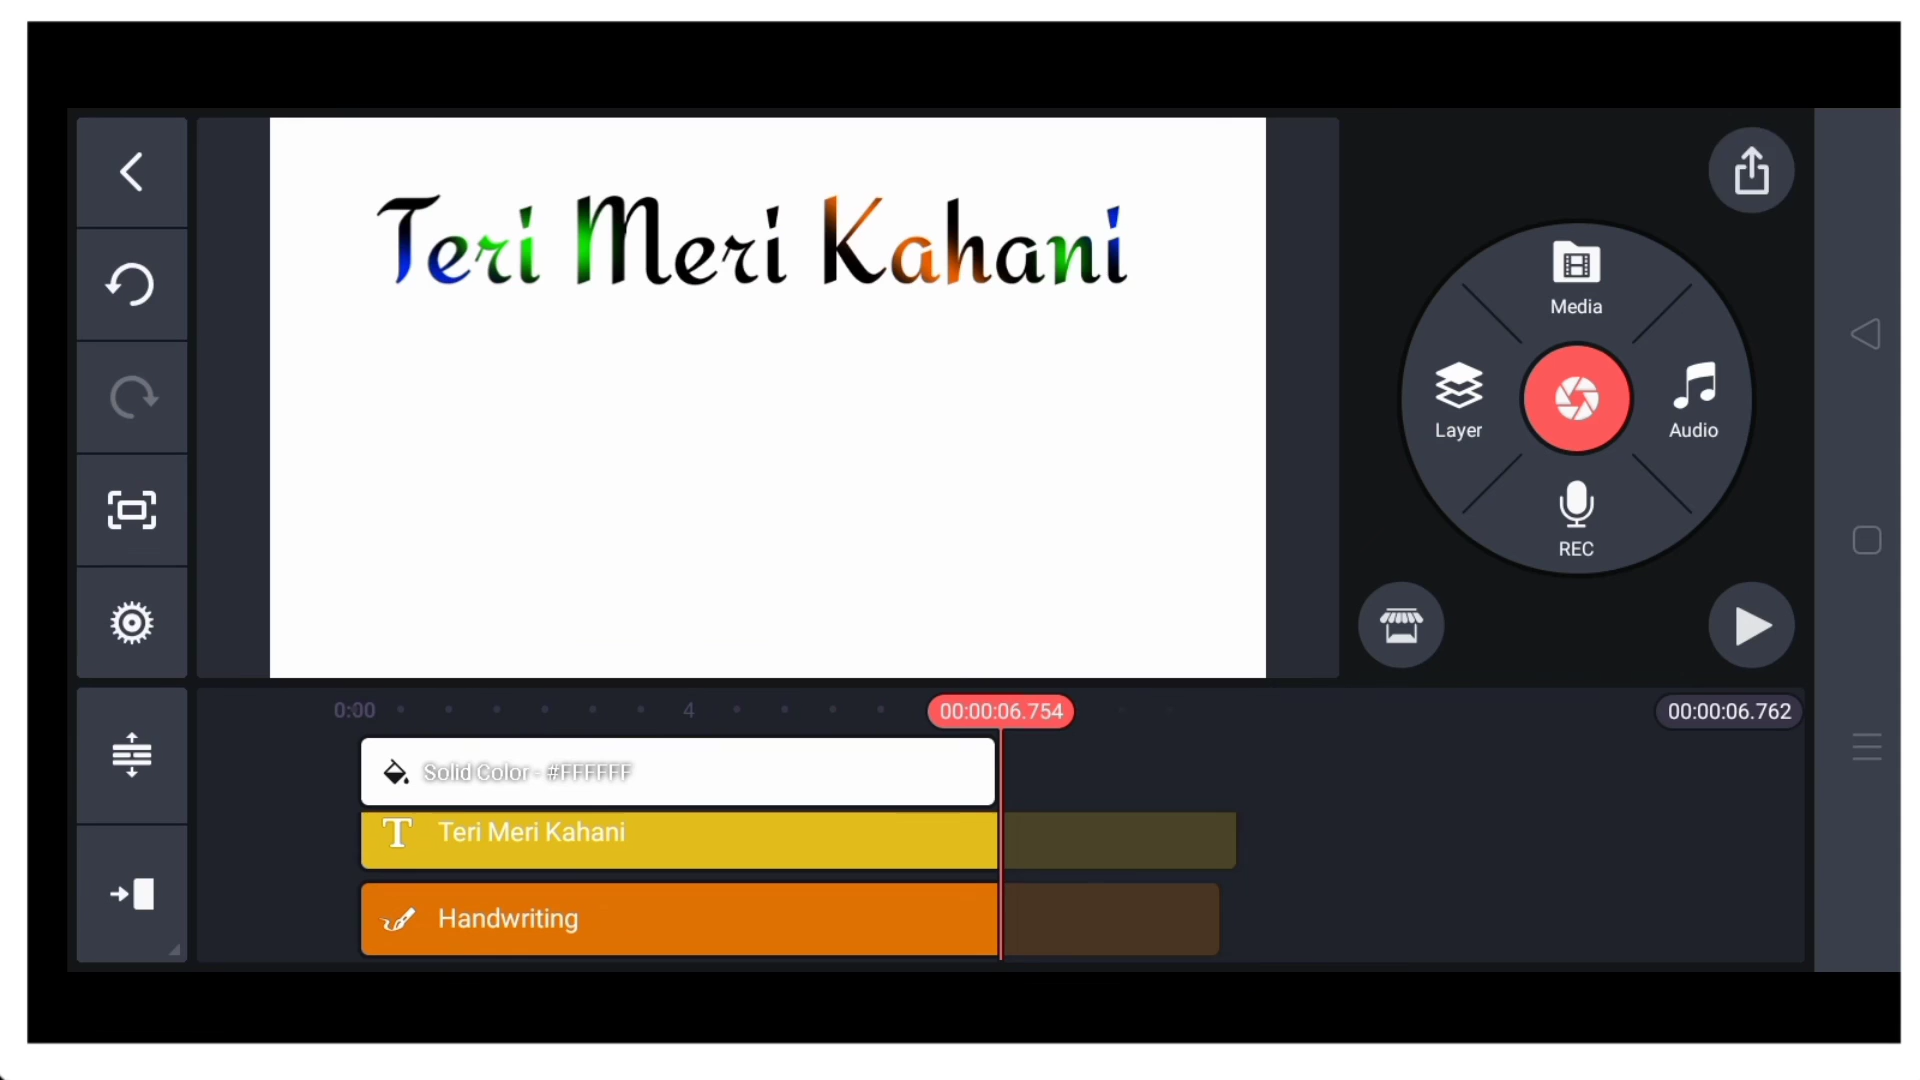 Teri Meri Kahani
Media
Layer
Audio
REC
0:00
4
00:00:06.754
00:00:06.762
Solid Color - #FFFFFF
T Teri Meri Kahani
Handwriting